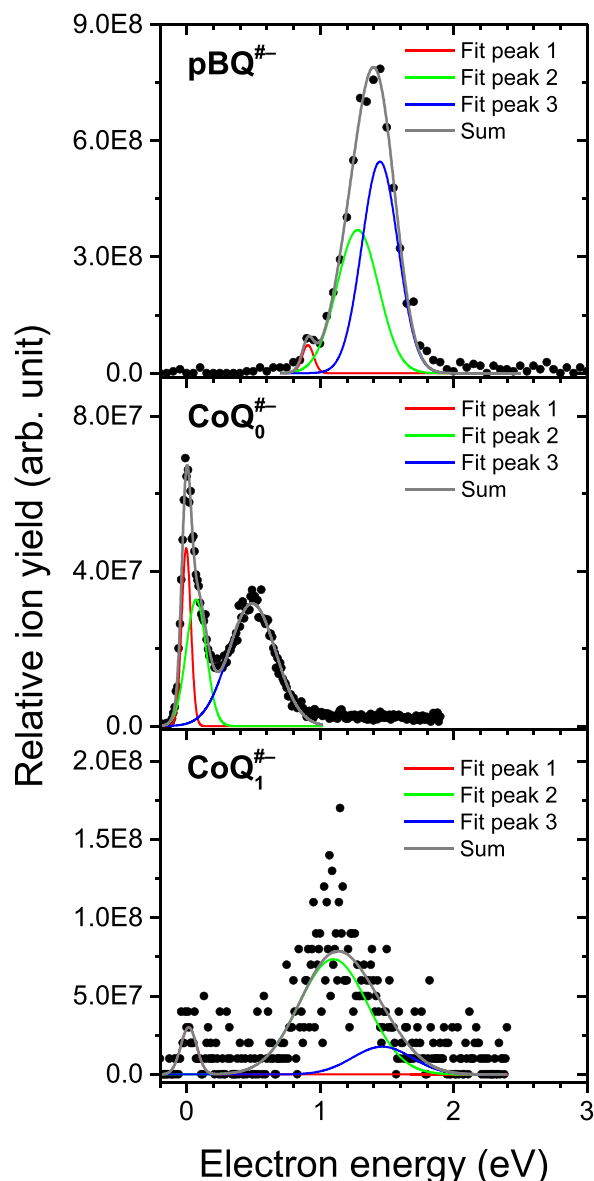 Relative ion yield (arb. unit)
9.0E8
6.0E8
3.0E8
0.0
pBQ#−
Fit peak 1
Fit peak 2
Fit peak 3
Sum
8.0E7
4.0E7
0.0
CoQ0#−
Fit peak 1
Fit peak 2
Fit peak 3
Sum
2.0E8
1.5E8
1.0E8
5.0E7
0.0
CoQ1#−
Fit peak 1
Fit peak 2
Fit peak 3
Sum
0 1 2 3
Electron energy (eV)